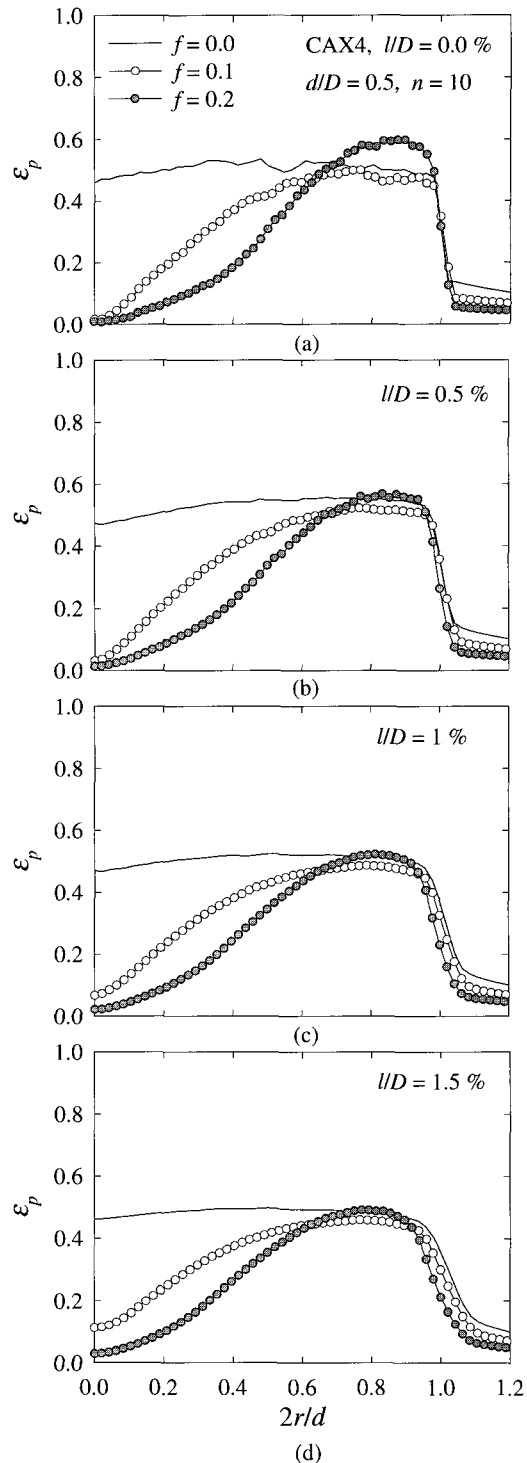 1.0
0.8
0.6
0.4
0.2
0.0
εp
f = 0.0
f = 0.1
f = 0.2
CAX4, l/D = 0.0 %
d/D = 0.5, n = 10
(a)
1.0
0.8
0.6
0.4
0.2
0.0
εp
l/D = 0.5 %
(b)
1.0
0.8
0.6
0.4
0.2
0.0
εp
l/D = 1 %
(c)
1.0
0.8
0.6
0.4
0.2
0.0
εp
l/D = 1.5 %
0.0 0.2 0.4 0.6 0.8 1.0 1.2
2r/d
(d)